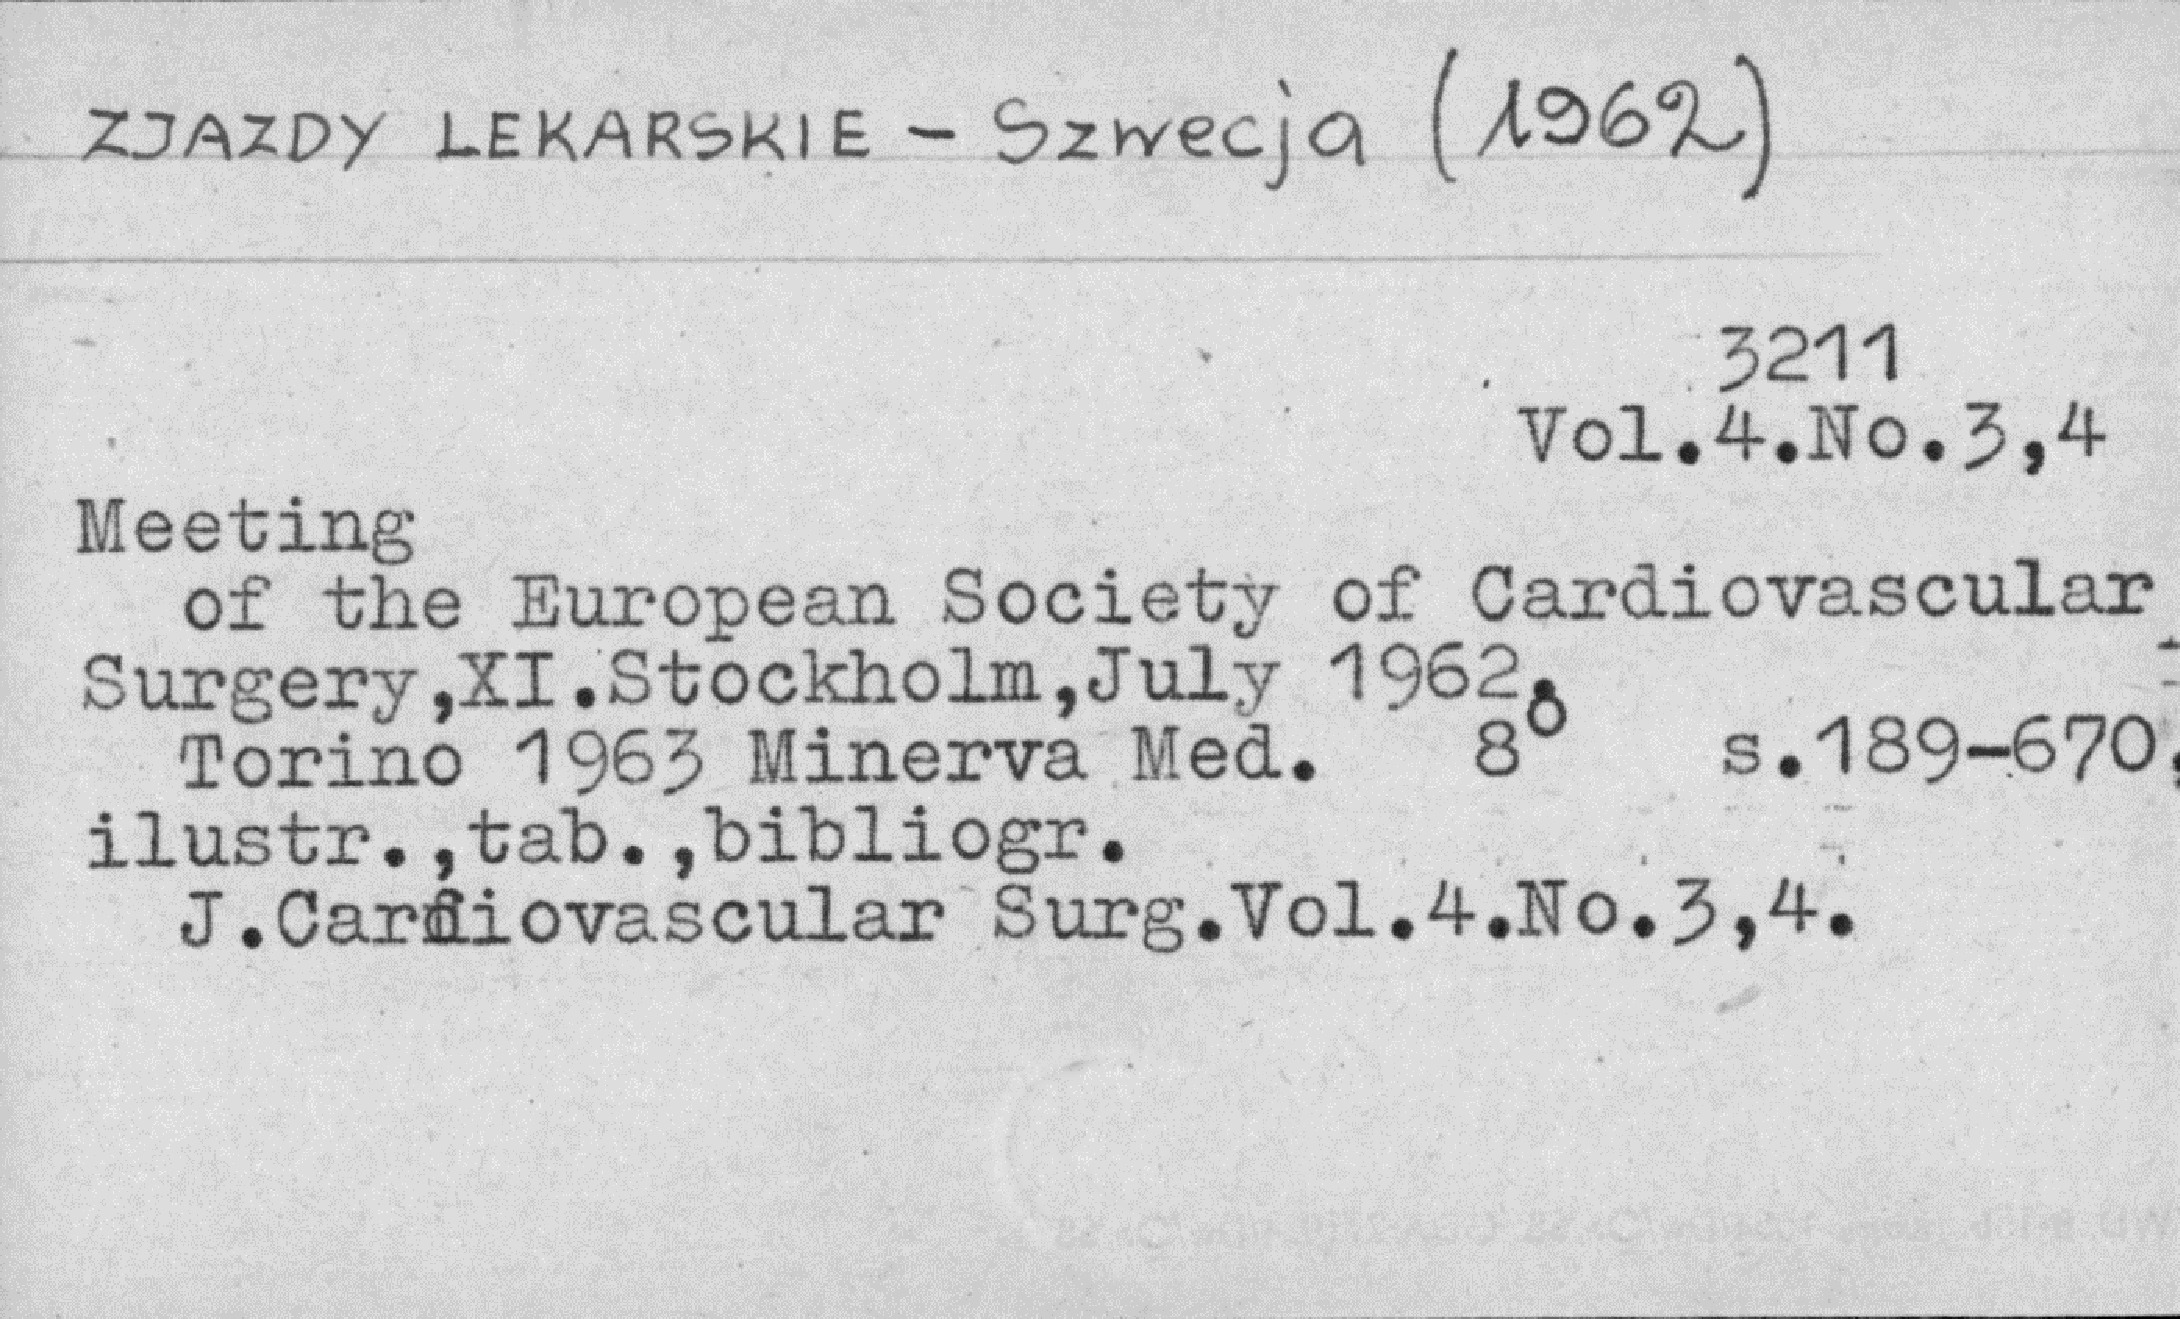 ZJAZDY LEKARSKIE - Szwecja (1962)
3211
Vol.4.No.3,4
Meeting
of the European Society of Cardiovascular
Surgery,XI.Stockholm,July 1962.
Torino 1963 Minerva Med. 8° s.189-670,
ilustr.,tab.,bibliogr.
J.Cardiovascular Surg.Vol.4.No.3,4.